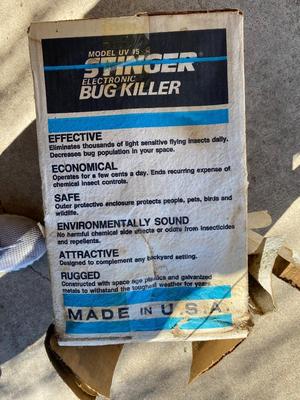 MODEL UV 15
STINGER®
ELECTRONIC
BUG KILLER
EFFECTIVE
Eliminates thousands of light sensitive flying insects daily.
Decreases bug population in your space.
ECONOMICAL
Operates for a few cents a day. Ends recurring expense of
chemical insect controls.
SAFE
Outer protective enclosure protects people, pets, birds and
wildlife.
ENVIRONMENTALLY SOUND
No harmful chemical side effects or odors from insecticides
and repellents.
ATTRACTIVE
Designed to complement any backyard setting.
RUGGED
Constructed with space age plastics and galvanized
metals to withstand the toughest weather for years.
MADE IN U.S.A.